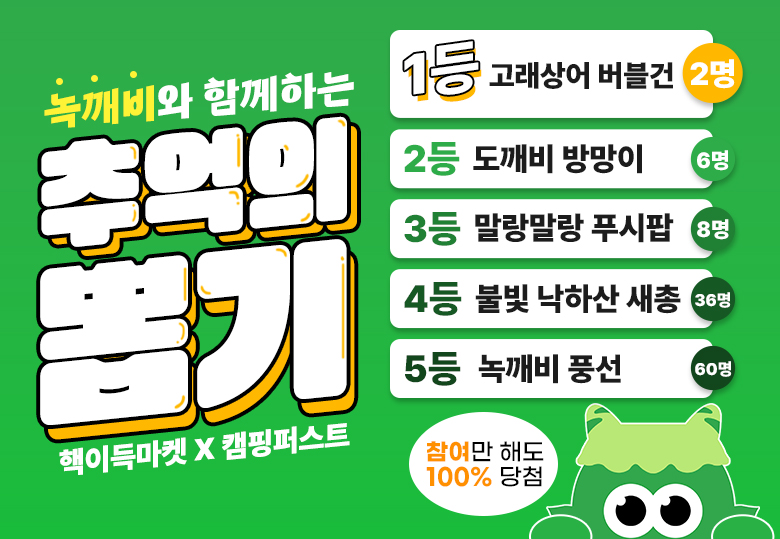 녹깨비와 함께하는
추억의
뽑기
핵이득마켓 X 캠핑퍼스트
1등 고래상어 버블건 2명
2등 도깨비 방망이 6명
3등 말랑말랑 푸시팝 8명
4등 불빛 낙하산 새총 36명
5등 녹깨비 풍선 60명
참여만 해도
100% 당첨